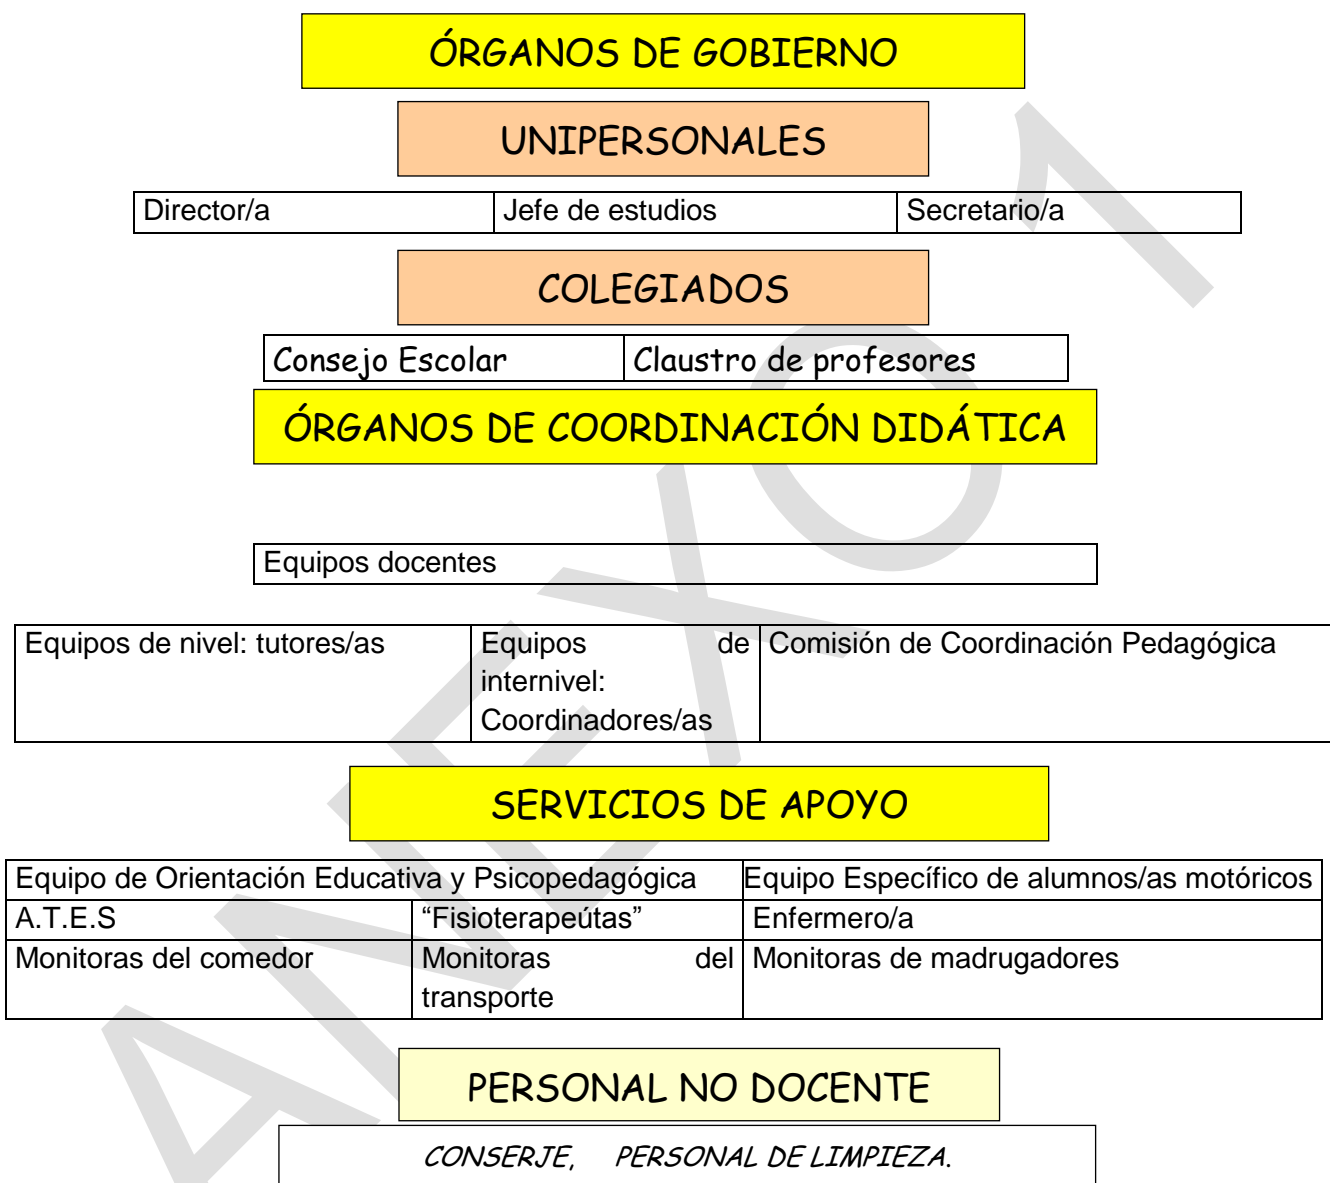 ÓRGANOS DE GOBIERNO
UNIPERSONALES
Director/a Jefe de estudios Secretario/a
COLEGIADOS
Consejo Escolar Claustro de profesores
ÓRGANOS DE COORDINACIÓN DIDÁTICA
Equipos docentes
Equipos de nivel: tutores/as
Equipos de
internivel:
Coordinadores/as
Comisión de Coordinación Pedagógica
SERVICIOS DE APOYO
Equipo de Orientación Educativa y Psicopedagógica Equipo Específico de alumnos/as motóricos
A.T.E.S “Fisioterapeútas” Enfermero/a
Monitoras del comedor
Monitoras del
transporte
Monitoras de madrugadores
PERSONAL NO DOCENTE
CONSERJE, PERSONAL DE LIMPIEZA.
ANEXO 1